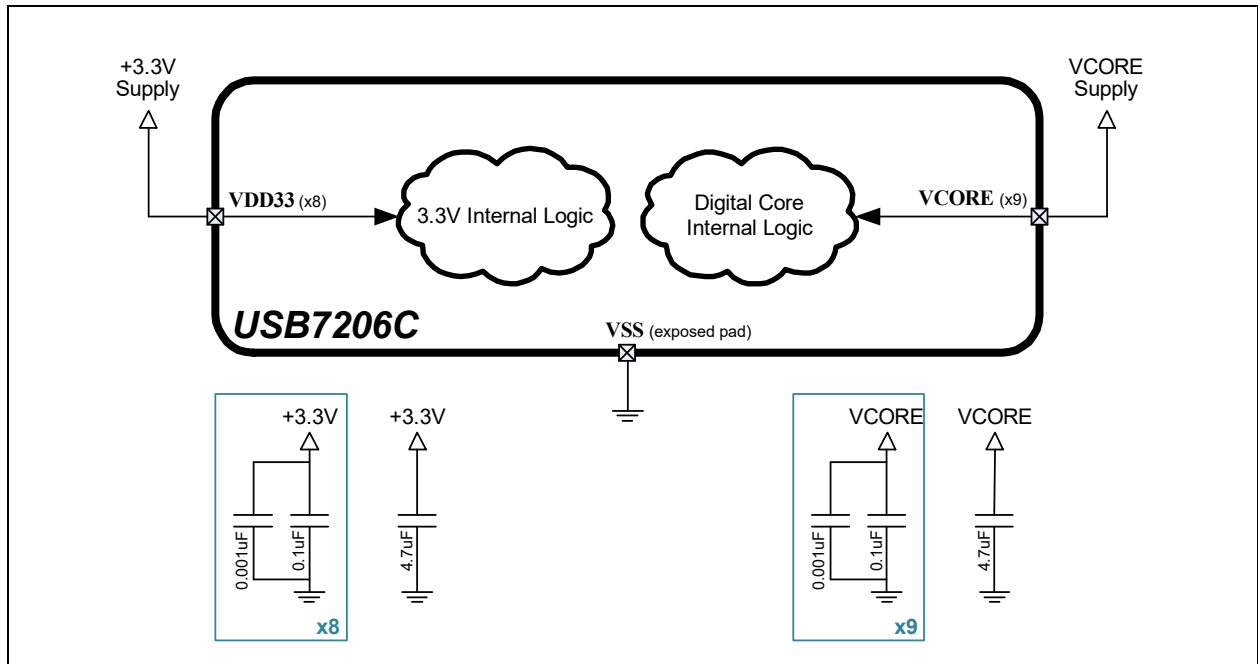 +3.3V
Supply
VCORE
Supply
VDD33 (x8)
3.3V Internal Logic
Digital Core
Internal Logic
VCORE (x9)
USB7206C
VSS (exposed pad)
+3.3V
+3.3V
VCORE
VCORE
0.001uF
0.1uF
4.7uF
0.001uF
0.1uF
4.7uF
x8
x9